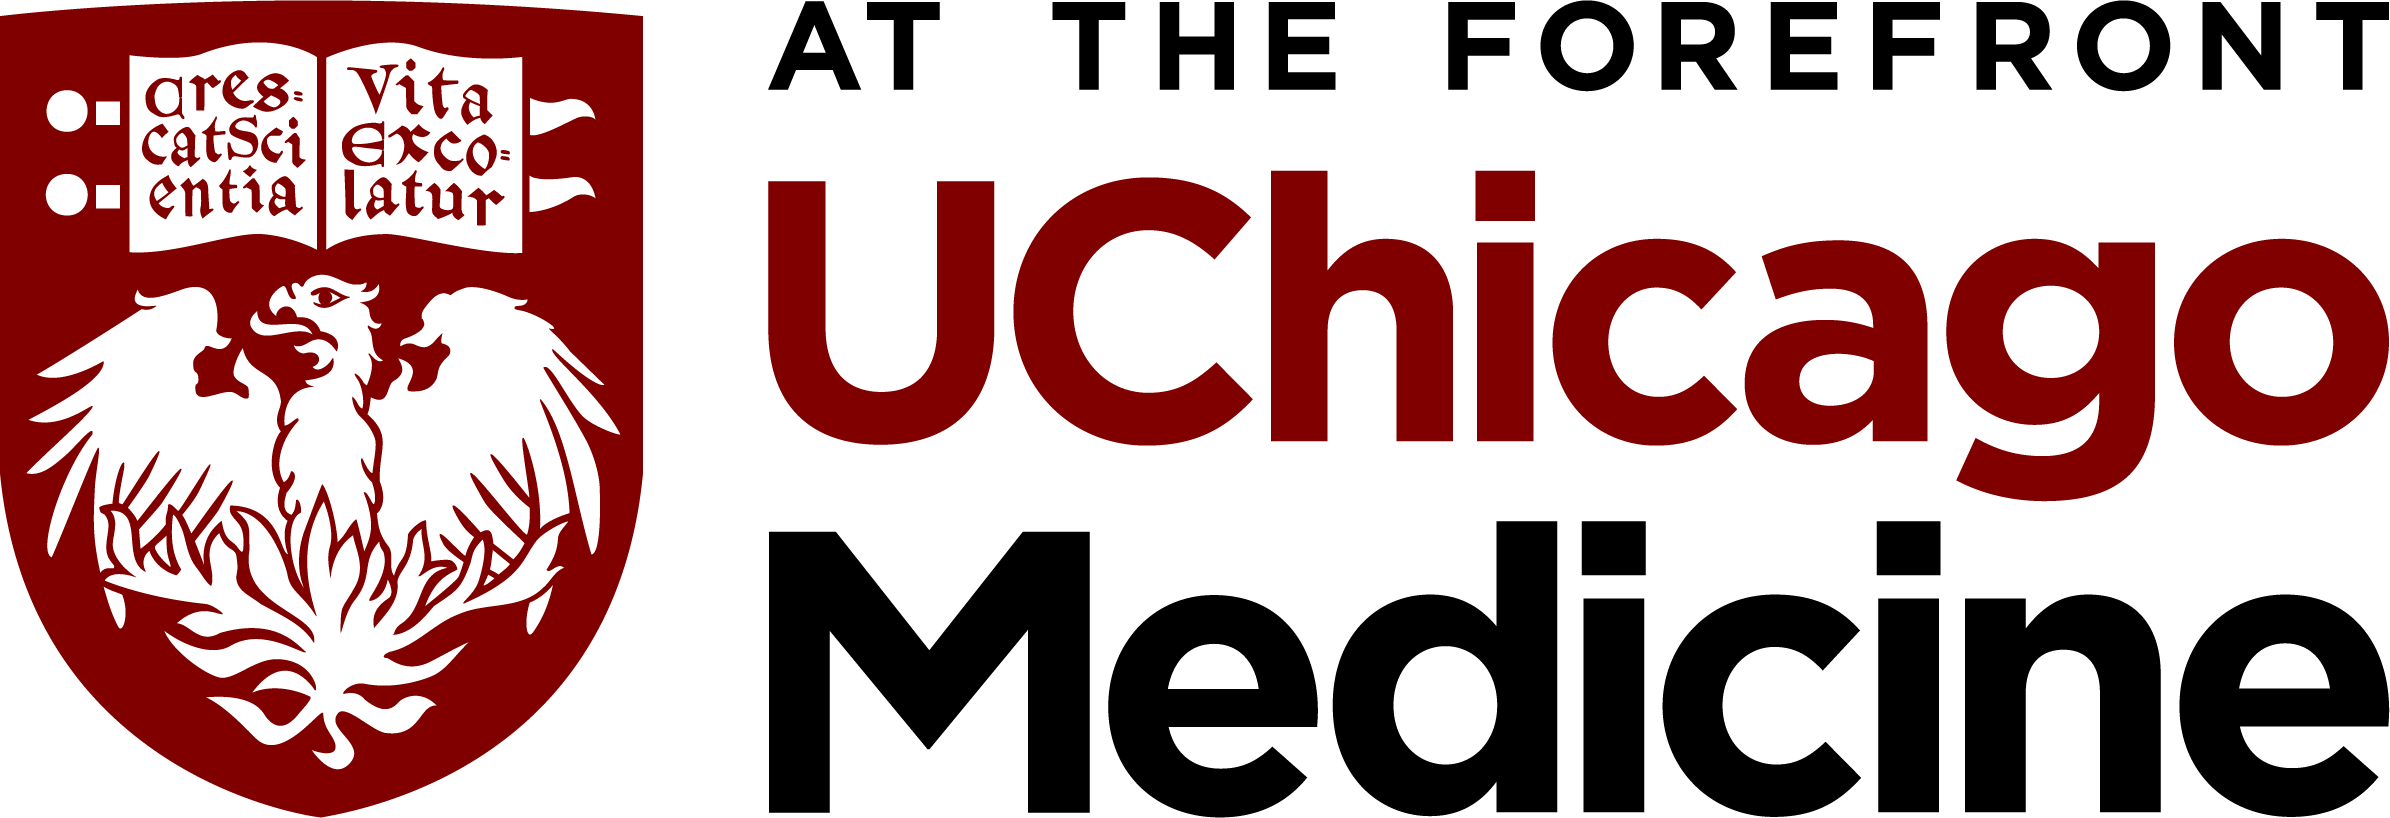 Cres=
catSci
entia
Vita
Exco=
latur
AT THE FOREFRONT
UChicago
Medicine